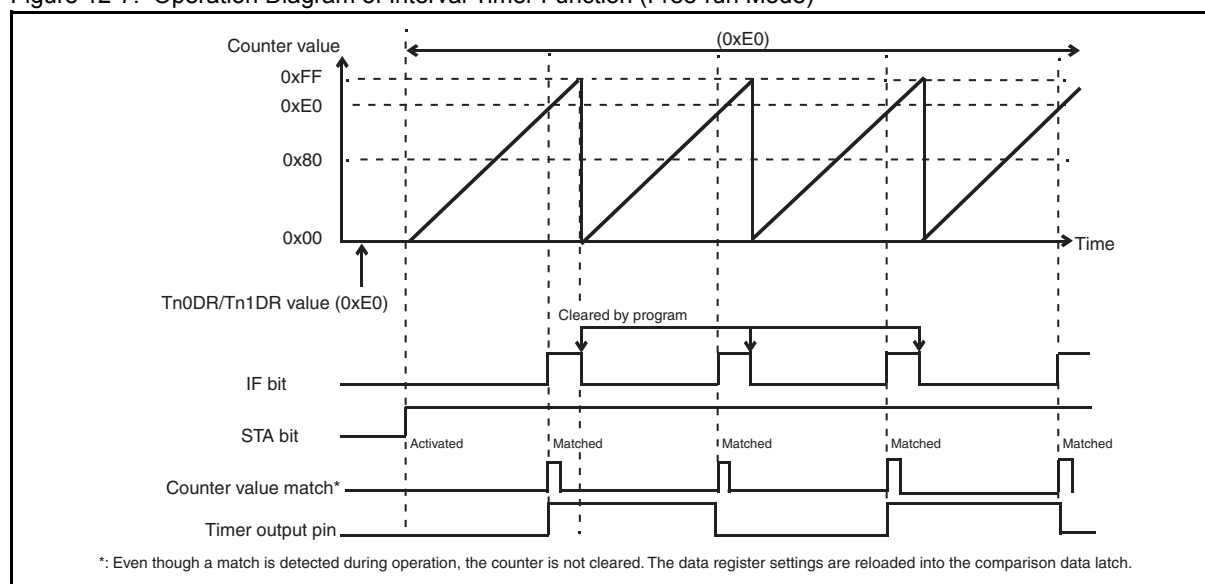 Figure 12-7. Operation Diagram of Interval Timer Function (Free-run Mode)
Counter value
(0xE0)
0xFF
0xE0
0x80
0x00
Time
Tn0DR/Tn1DR value (0xE0)
Cleared by program
IF bit
STA bit
Activated
Matched
Matched
Matched
Matched
Counter value match*
Timer output pin
*: Even though a match is detected during operation, the counter is not cleared. The data register settings are reloaded into the comparison data latch.